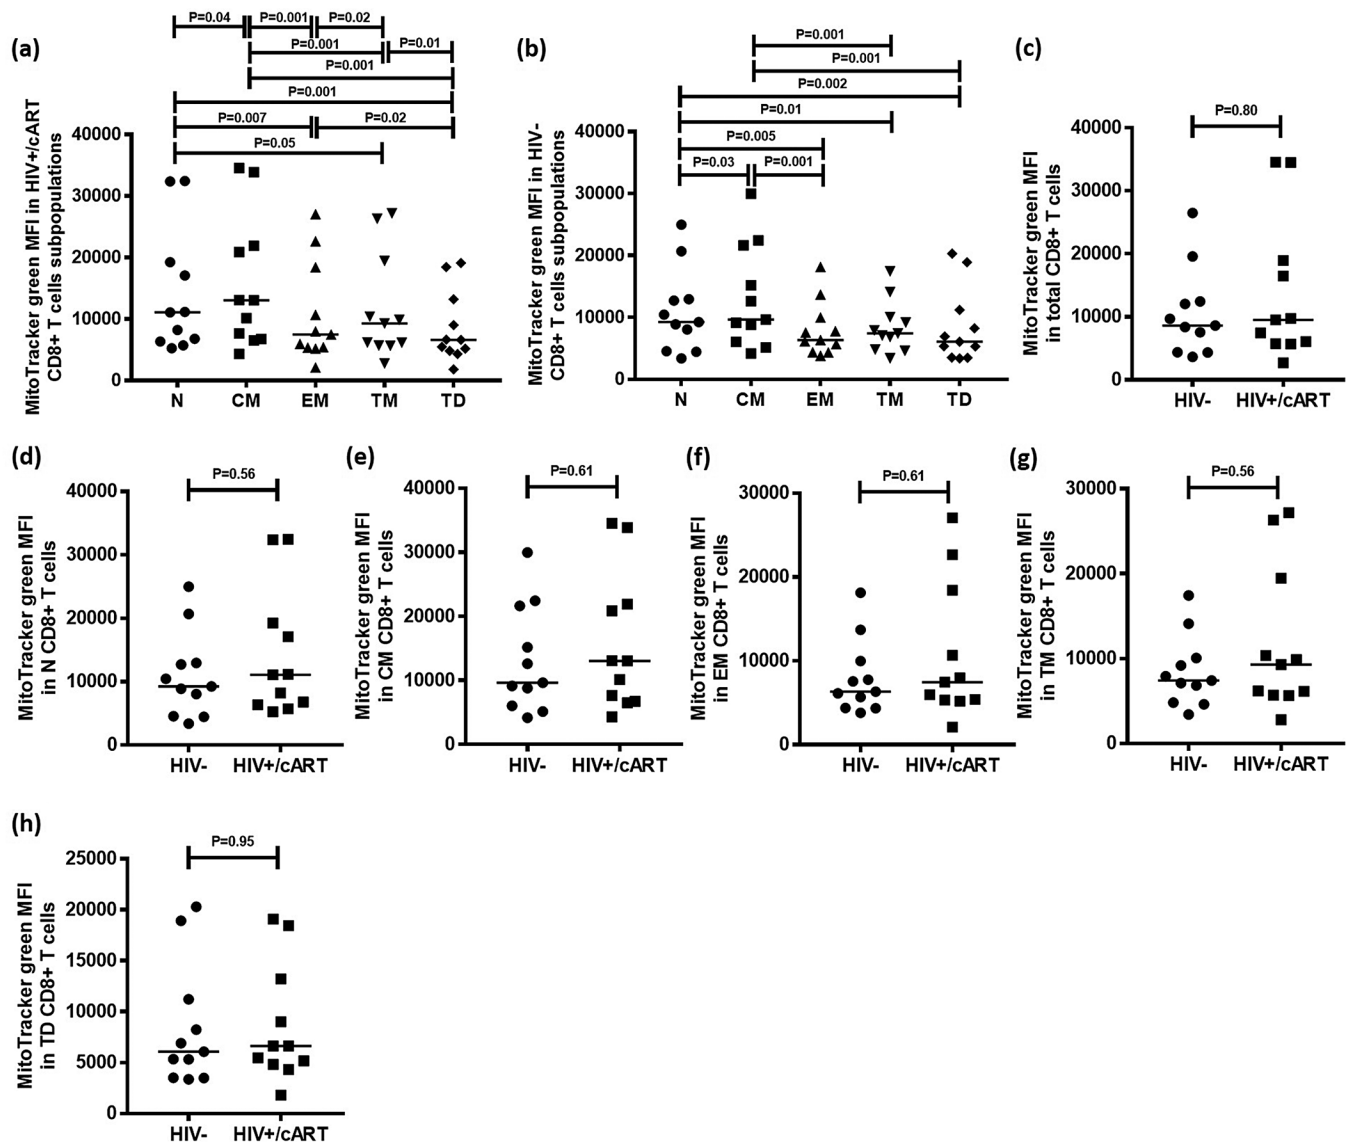 (a)
P=0.04
P=0.001
P=0.02
P=0.001
P=0.01
P=0.001
P=0.001
P=0.007
P=0.02
P=0.05
MitoTracker green MFI in HIV+/cART
CD8+ T cells subpopulations
40000
30000
20000
10000
0
N
CM
EM
TM
TD
(b)
P=0.001
P=0.001
P=0.002
P=0.01
P=0.005
P=0.03
P=0.001
MitoTracker green MFI in HIV-
CD8+ T cells subsets subpopulations
40000
30000
20000
10000
0
N
CM
EM
TM
TD
(c)
P=0.80
MitoTracker green MFI
in total CD8+ T cells
40000
30000
20000
10000
0
HIV-
HIV+/cART
(d)
P=0.56
MitoTracker green MFI
in N CD8+ T cells
40000
30000
20000
10000
0
HIV-
HIV+/cART
(e)
P=0.61
MitoTracker green MFI
in CM CD8+ T cells
40000
30000
20000
10000
0
HIV-
HIV+/cART
(f)
P=0.61
MitoTracker green MFI
in EM CD8+ T cells
30000
20000
10000
0
HIV-
HIV+/cART
(g)
P=0.56
MitoTracker green MFI
in TM CD8+ T cells
30000
20000
10000
0
HIV-
HIV+/cART
(h)
P=0.95
MitoTracker green MFI
in TD CD8+ T cells
25000
20000
15000
10000
5000
0
HIV-
HIV+/cART